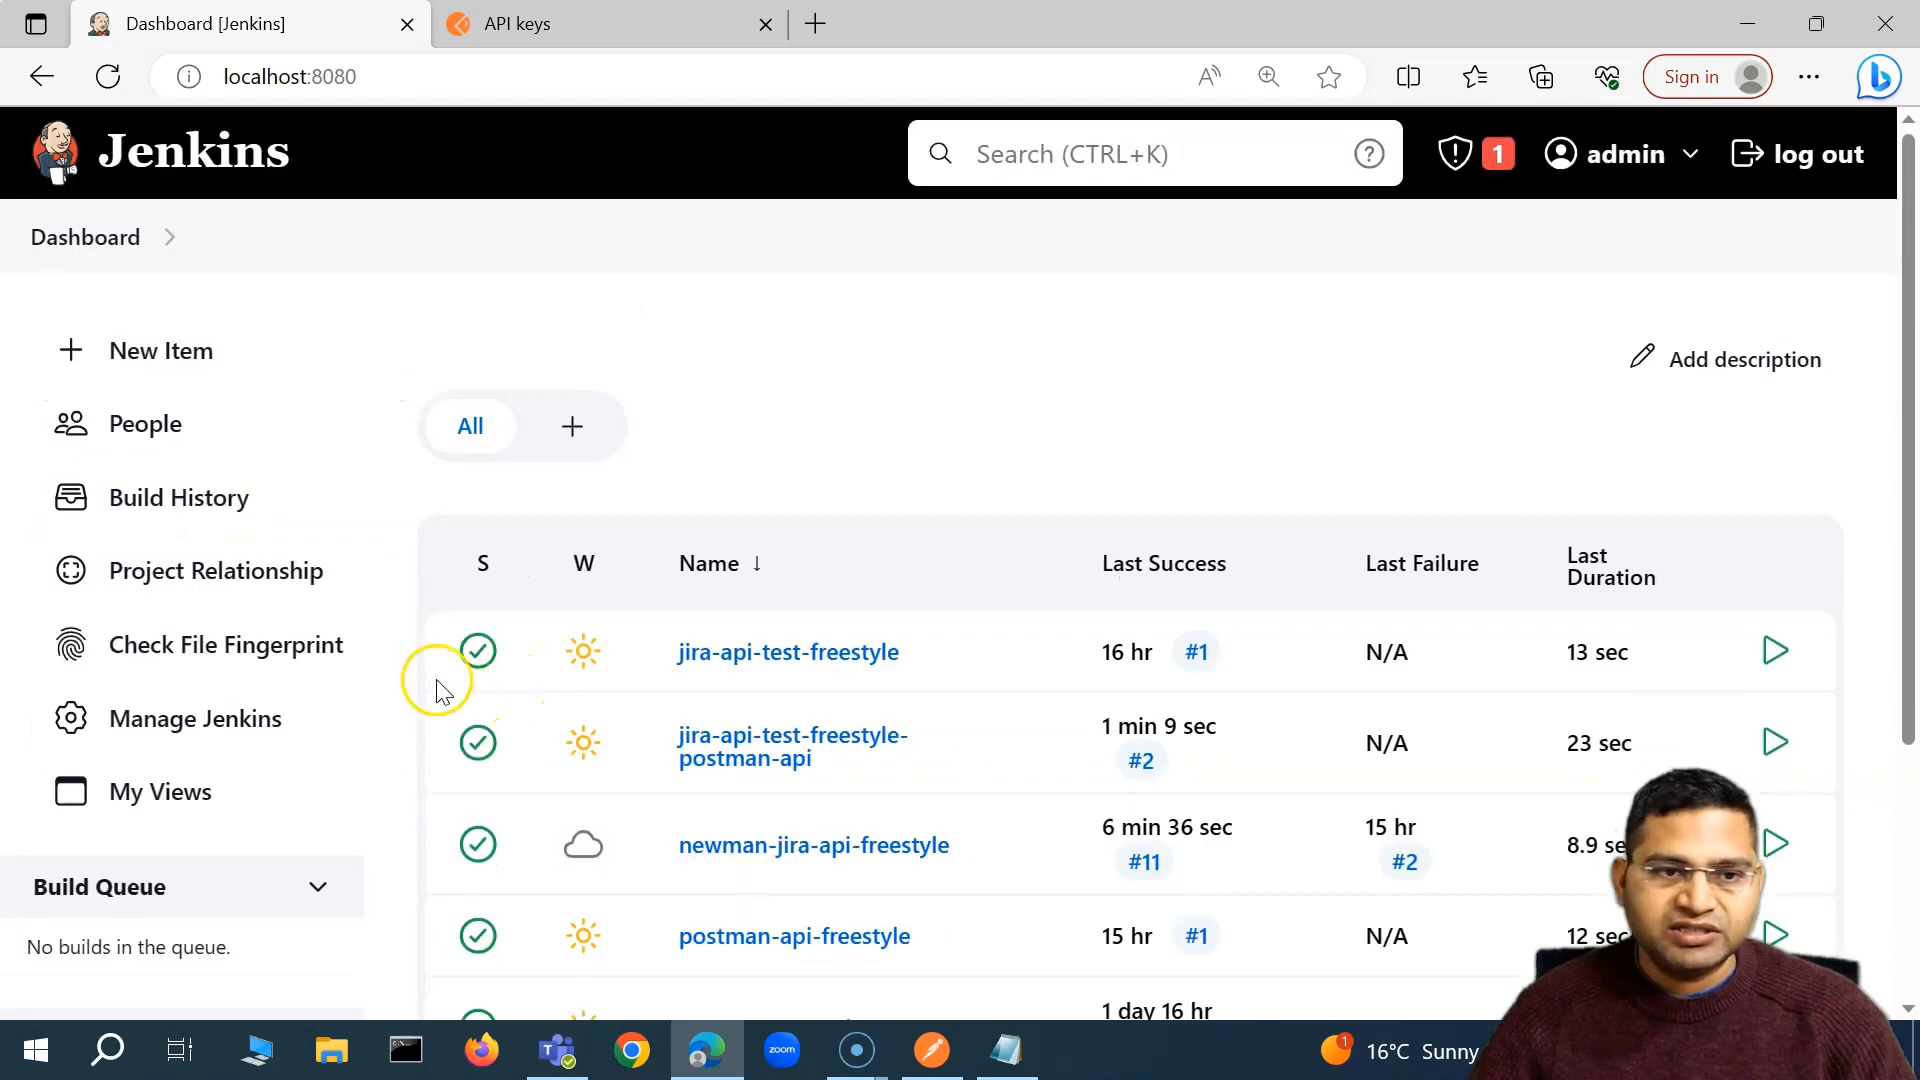 Dashboard [Jenkins]
API keys
localhost:8080
Sign in
Jenkins
Search (CTRL+K)
1
admin
log out
Dashboard
New Item
Add description
People
All
Build History
S W Name ↓ Last Success Last Failure Last Duration
Project Relationship
Check File Fingerprint
jira-api-test-freestyle 16 hr #1 N/A 13 sec
Manage Jenkins
jira-api-test-freestyle-
postman-api
1 min 9 sec
#2
N/A
23 sec
My Views
newman-jira-api-freestyle
6 min 36 sec
#11
15 hr
#2
8.9
Build Queue
No builds in the queue.
postman-api-freestyle 15 hr #1 N/A 12
1 day 16 hr
zoom
1
16°C Sunny